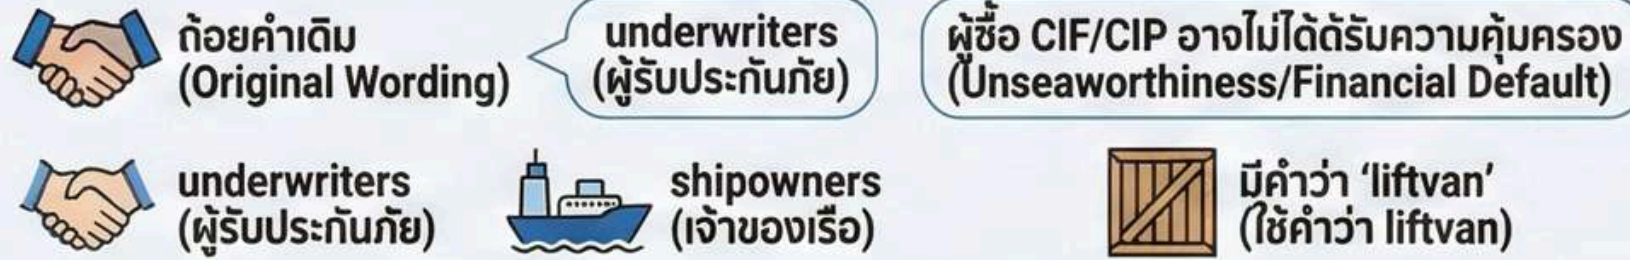 ถ้อยคำเดิม
(Original Wording)
underwriters
(ผู้รับประกันภัย)
ผู้ซื้อ CIF/CIP อาจไม่ได้ด้รับความคุ้มครอง
(Unseaworthiness/Financial Default)
underwriters
(ผู้รับประกันภัย)
shipowners
(เจ้าของเรือ)
มีคำว่า ‘liftvan’
(ใช้คำว่า liftvan)